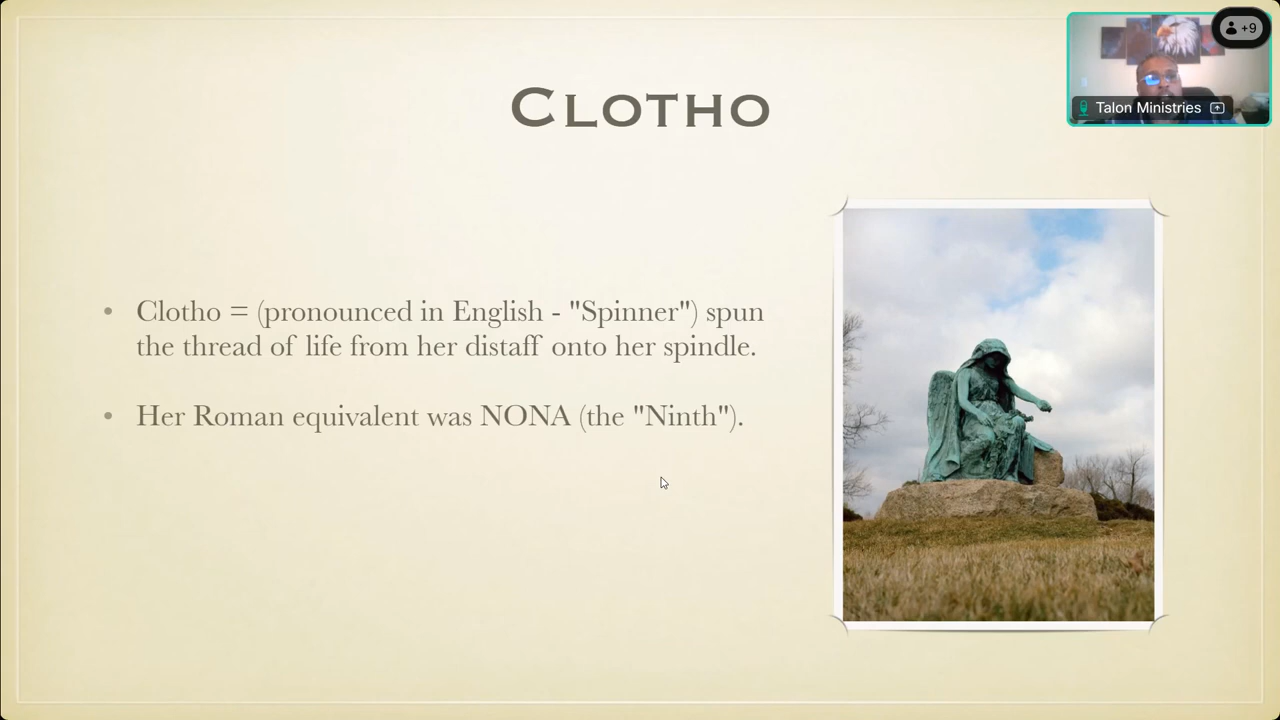 +9
Talon Ministries
Clotho
• Clotho = (pronounced in English - "Spinner") spun
the thread of life from her distaff onto her spindle.
• Her Roman equivalent was NONA (the "Ninth").